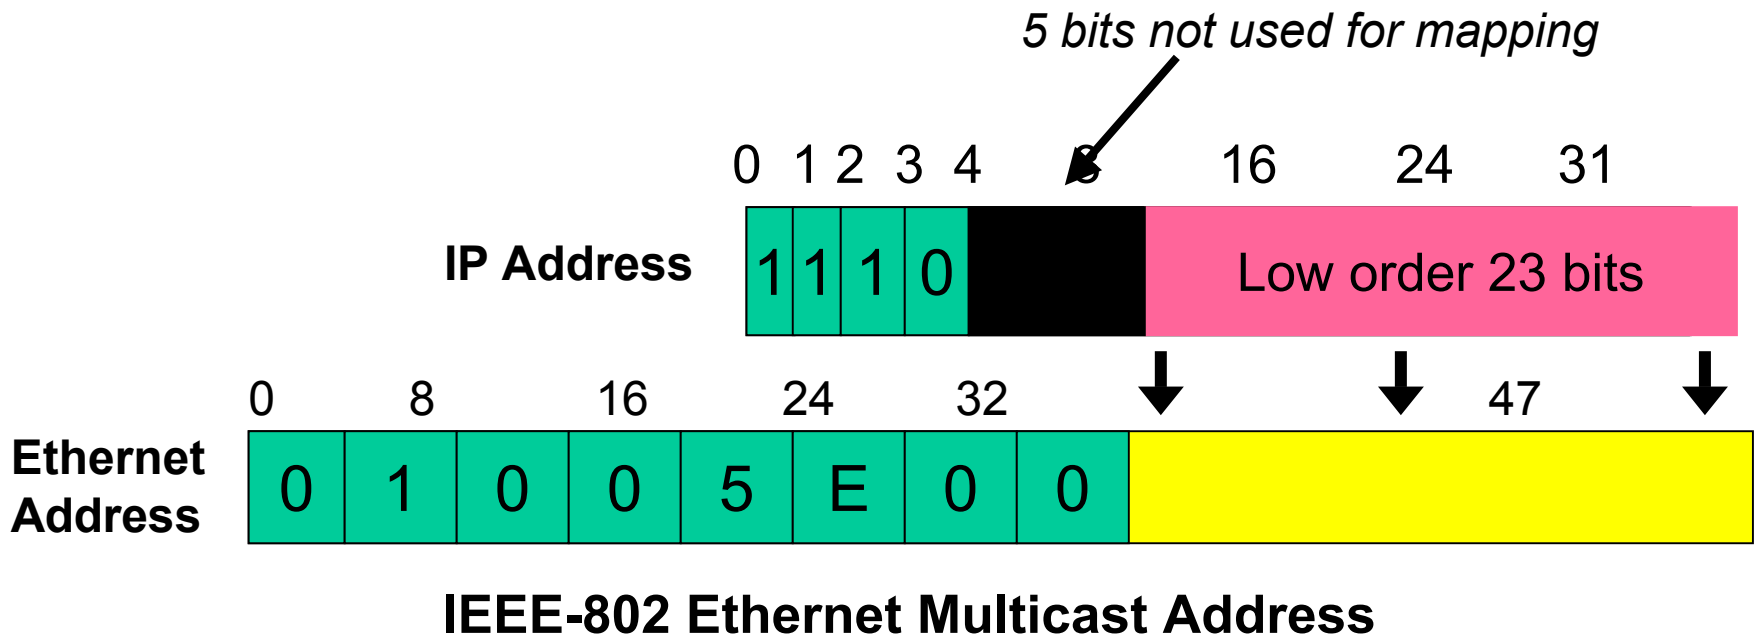 5 bits not used for mapping
0 1 2 3 4 8 16 24 31
IP Address 1 1 1 0 Low order 23 bits
0 8 16 24 32 47
Ethernet
Address
0 1 0 0 5 E 0 0
IEEE-802 Ethernet Multicast Address